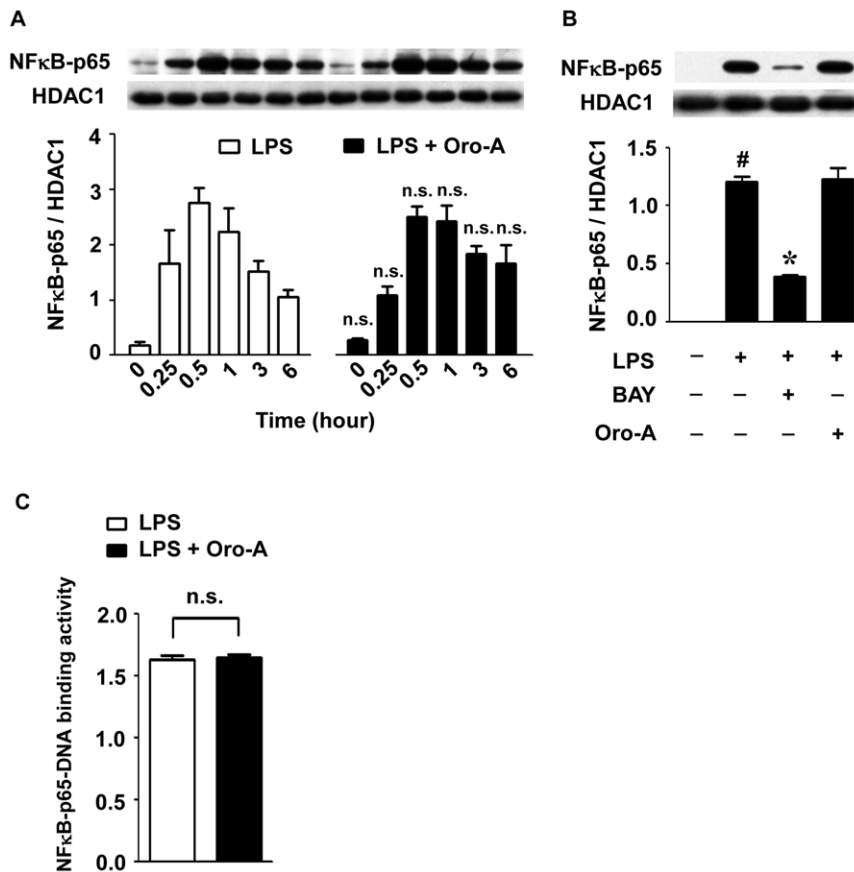 A
NFκB-p65
HDAC1
NFκB-p65 / HDAC1
4
3
2
1
0
LPS
LPS + Oro-A
n.s. n.s. n.s. n.s. n.s. n.s.
0 0.25 0.5 1 3 6 0 0.25 0.5 1 3 6
Time (hour)
B
NFκB-p65
HDAC1
NFκB-p65 / HDAC1
1.5
1.0
0.5
0.0
# *
LPS – + + +
BAY – – + –
Oro-A – – – +
C
LPS
LPS + Oro-A
NFκB-p65-DNA binding activity
2.0
1.5
1.0
0.5
0.0
n.s.